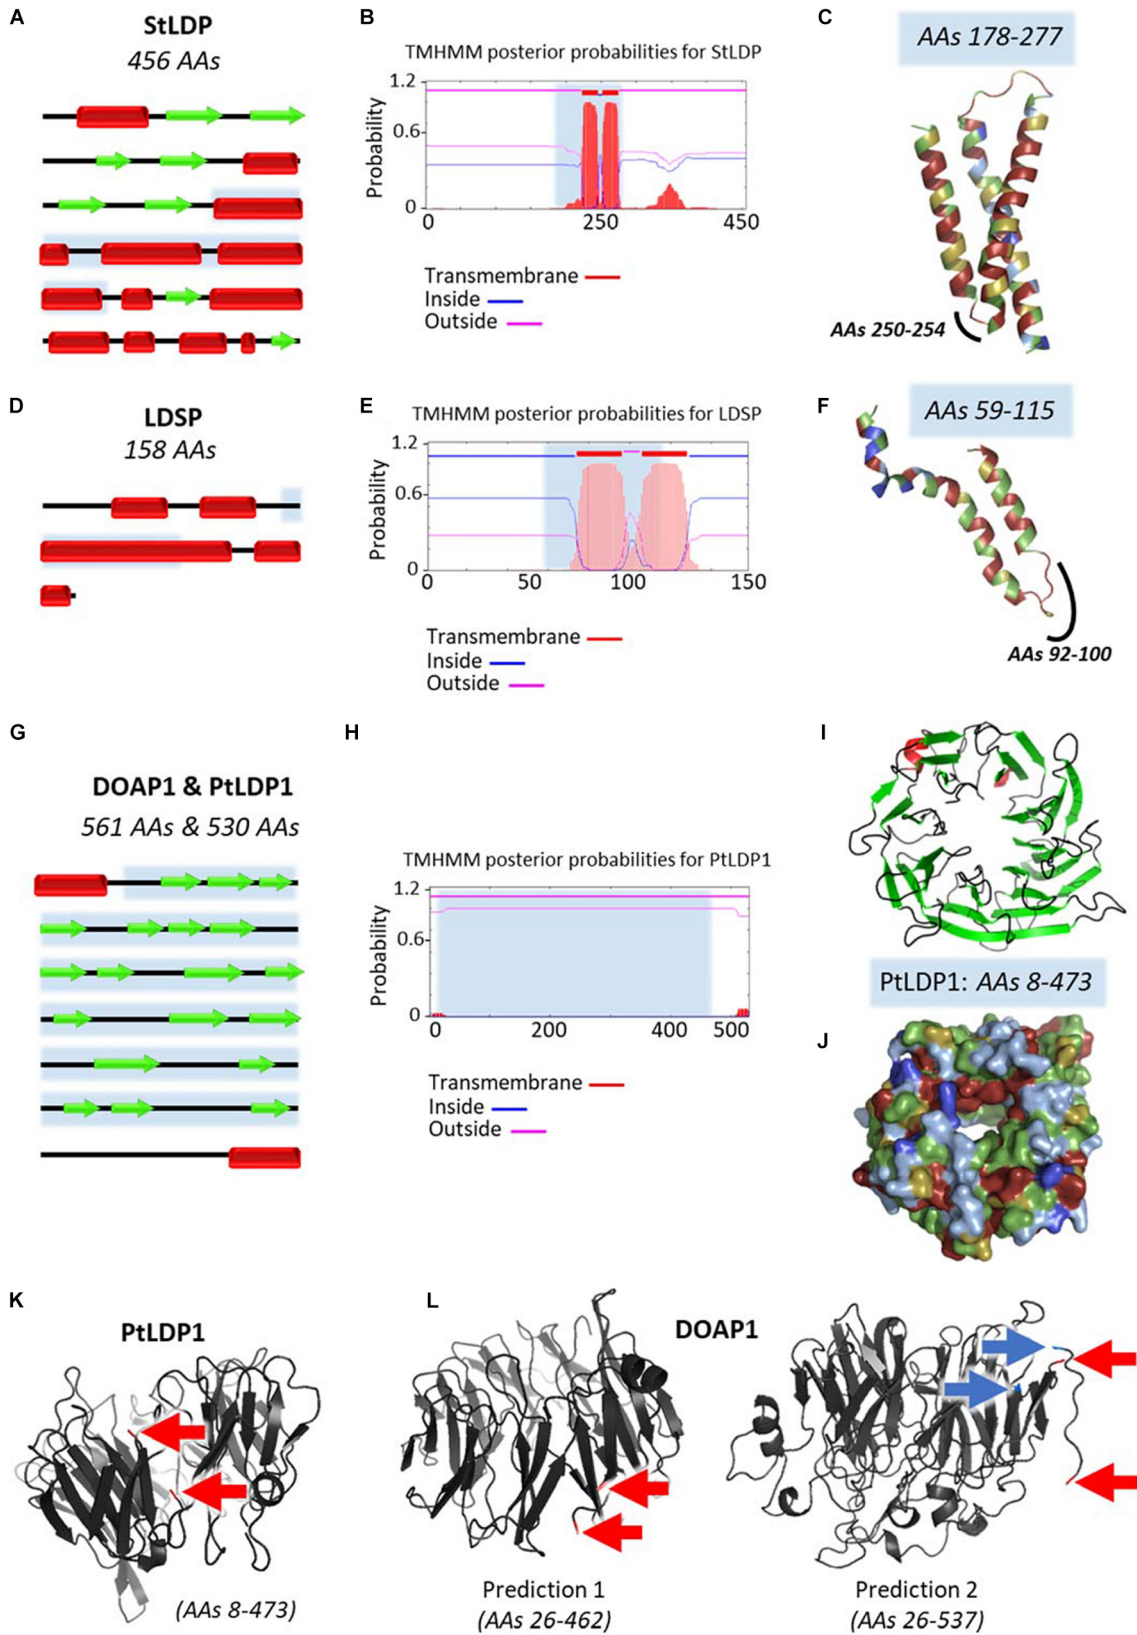 A
StLDP
456 AAs
B
TMHMM posterior probabilities for StLDP
1.2
0.6
0
Probability
0
250
450
Transmembrane
Inside
Outside
C
AAs 178-277
AAs 250-254
D
LDSP
158 AAs
E
TMHMM posterior probabilities for LDSP
1.2
0.6
0
Probability
0
50
100
150
Transmembrane
Inside
Outside
F
AAs 59-115
AAs 92-100
G
DOAP1 & PtLDP1
561 AAs & 530 AAs
H
TMHMM posterior probabilities for PtLDP1
1.2
0.6
0
Probability
0
200
400
500
Transmembrane
Inside
Outside
I
PtLDP1: AAs 8-473
J
K
PtLDP1
(AAs 8-473)
L
DOAP1
Prediction 1
(AAs 26-462)
Prediction 2
(AAs 26-537)